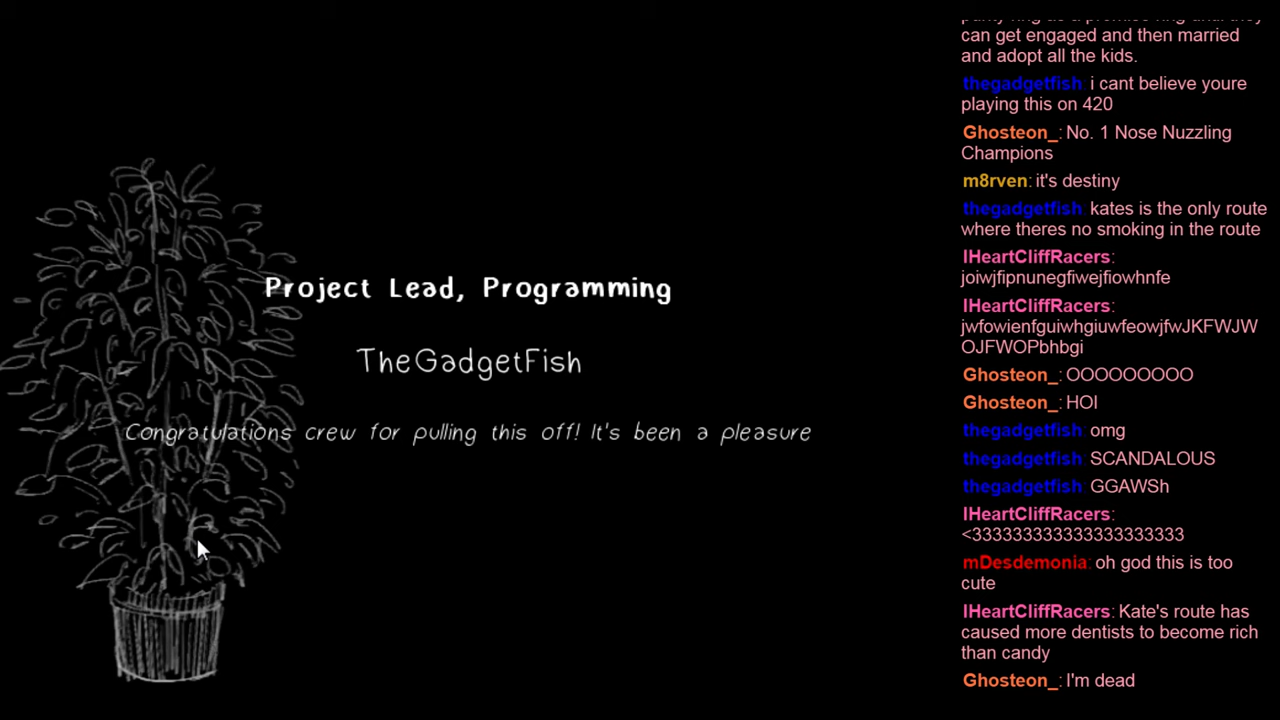 Project Lead, Programming
TheGadgetFish
Congratulations crew for pulling this off! It's been a pleasure
can get engaged and then married
and adopt all the kids.
thegadgetfish: i cant believe youre
playing this on 420
Ghosteon_: No. 1 Nose Nuzzling
Champions
m8rven: it's destiny
thegadgetfish: kates is the only route
where theres no smoking in the route
IHeartCliffRacers:
joiwjfipnunegfiwejfiowhnfe
IHeartCliffRacers:
jwfowienfguiwhgiuwfeowjfwJKFWJW
OJFWOPbhbgi
Ghosteon_: OOOOOOOOO
Ghosteon_: HOI
thegadgetfish: omg
thegadgetfish: SCANDALOUS
thegadgetfish: GGAWSh
IHeartCliffRacers:
<333333333333333333333
mDesdemonia: oh god this is too
cute
IHeartCliffRacers: Kate's route has
caused more dentists to become rich
than candy
Ghosteon_: I'm dead